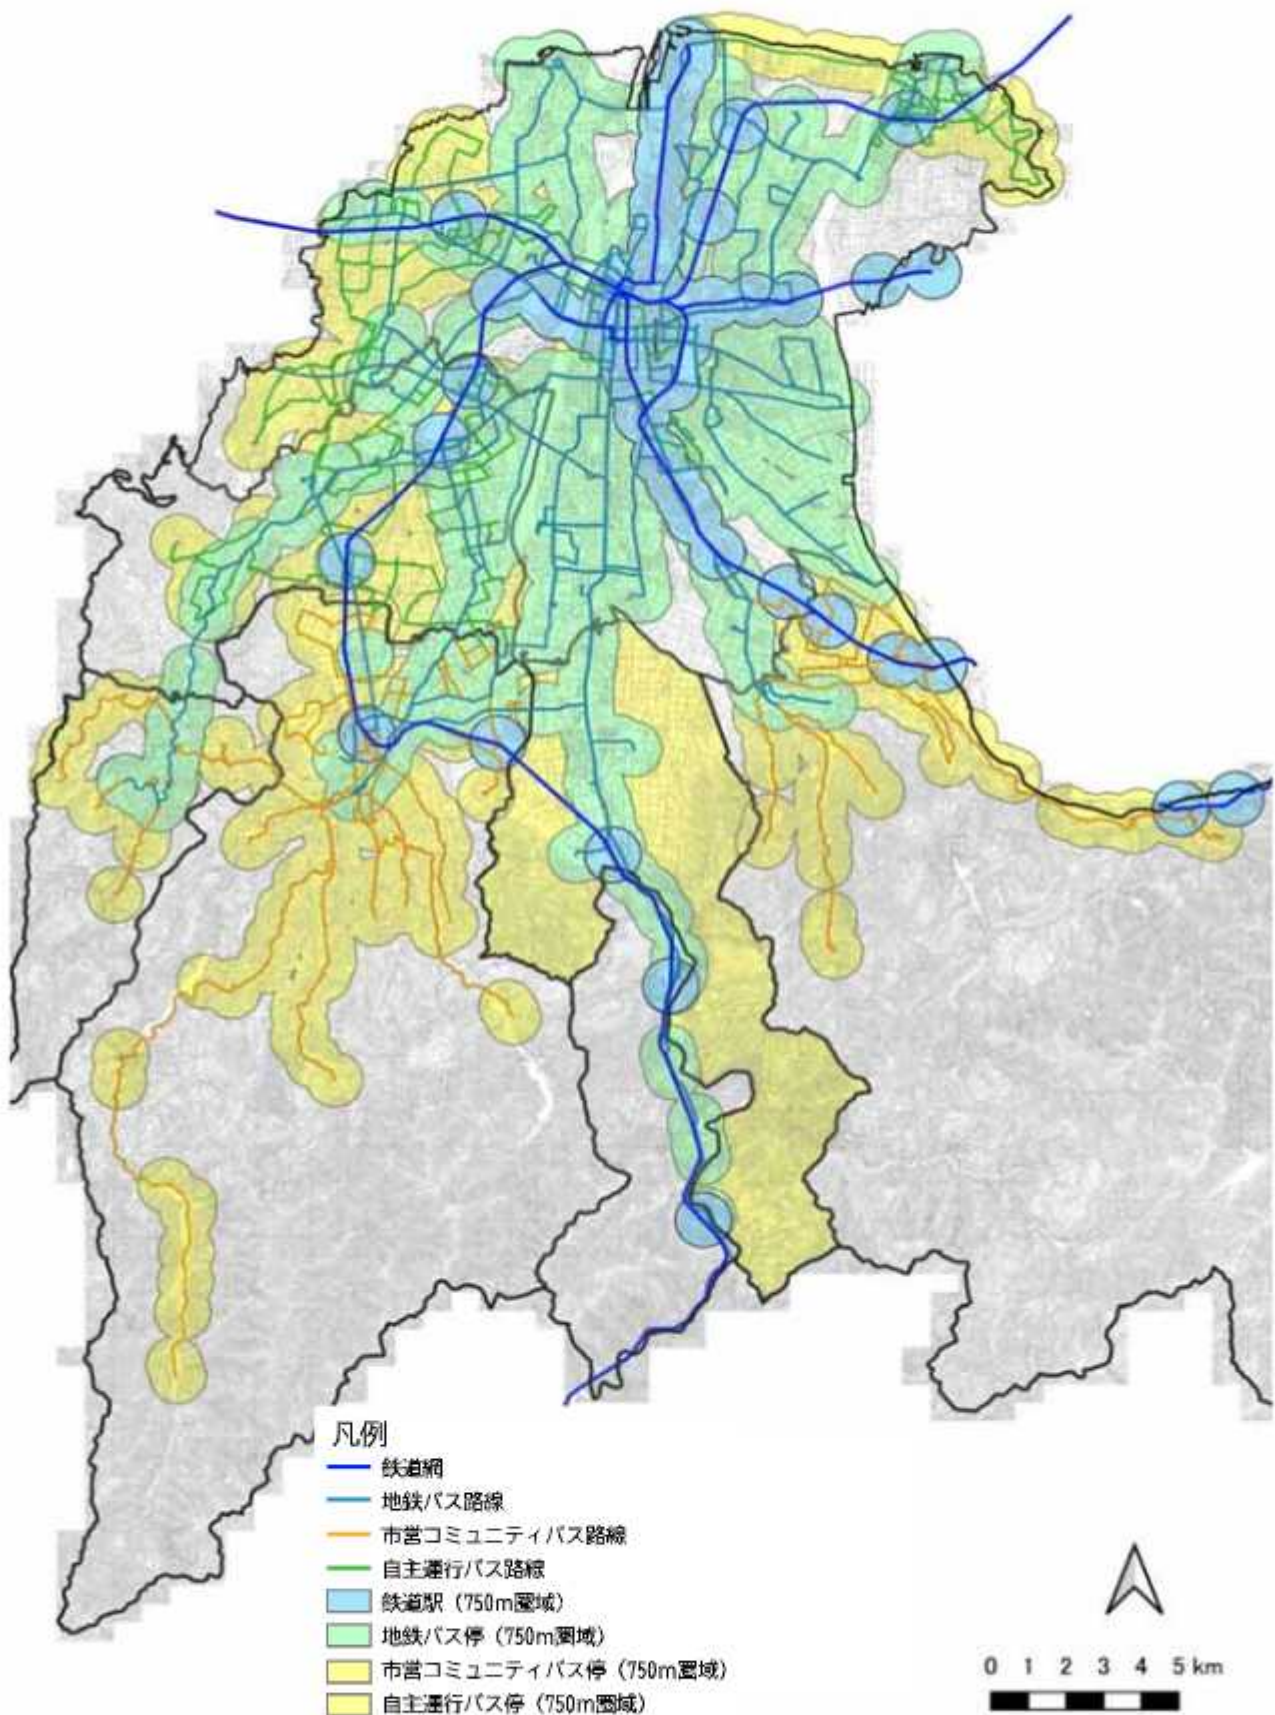 凡例
鉄道網
地鉄バス路線
市営コミュニティバス路線
自主運行バス路線
鉄道駅（750m圏域）
地鉄バス停（750m圏域）
市営コミュニティバス停（750m圏域）
自主運行バス停（750m圏域）
0 1 2 3 4 5 km